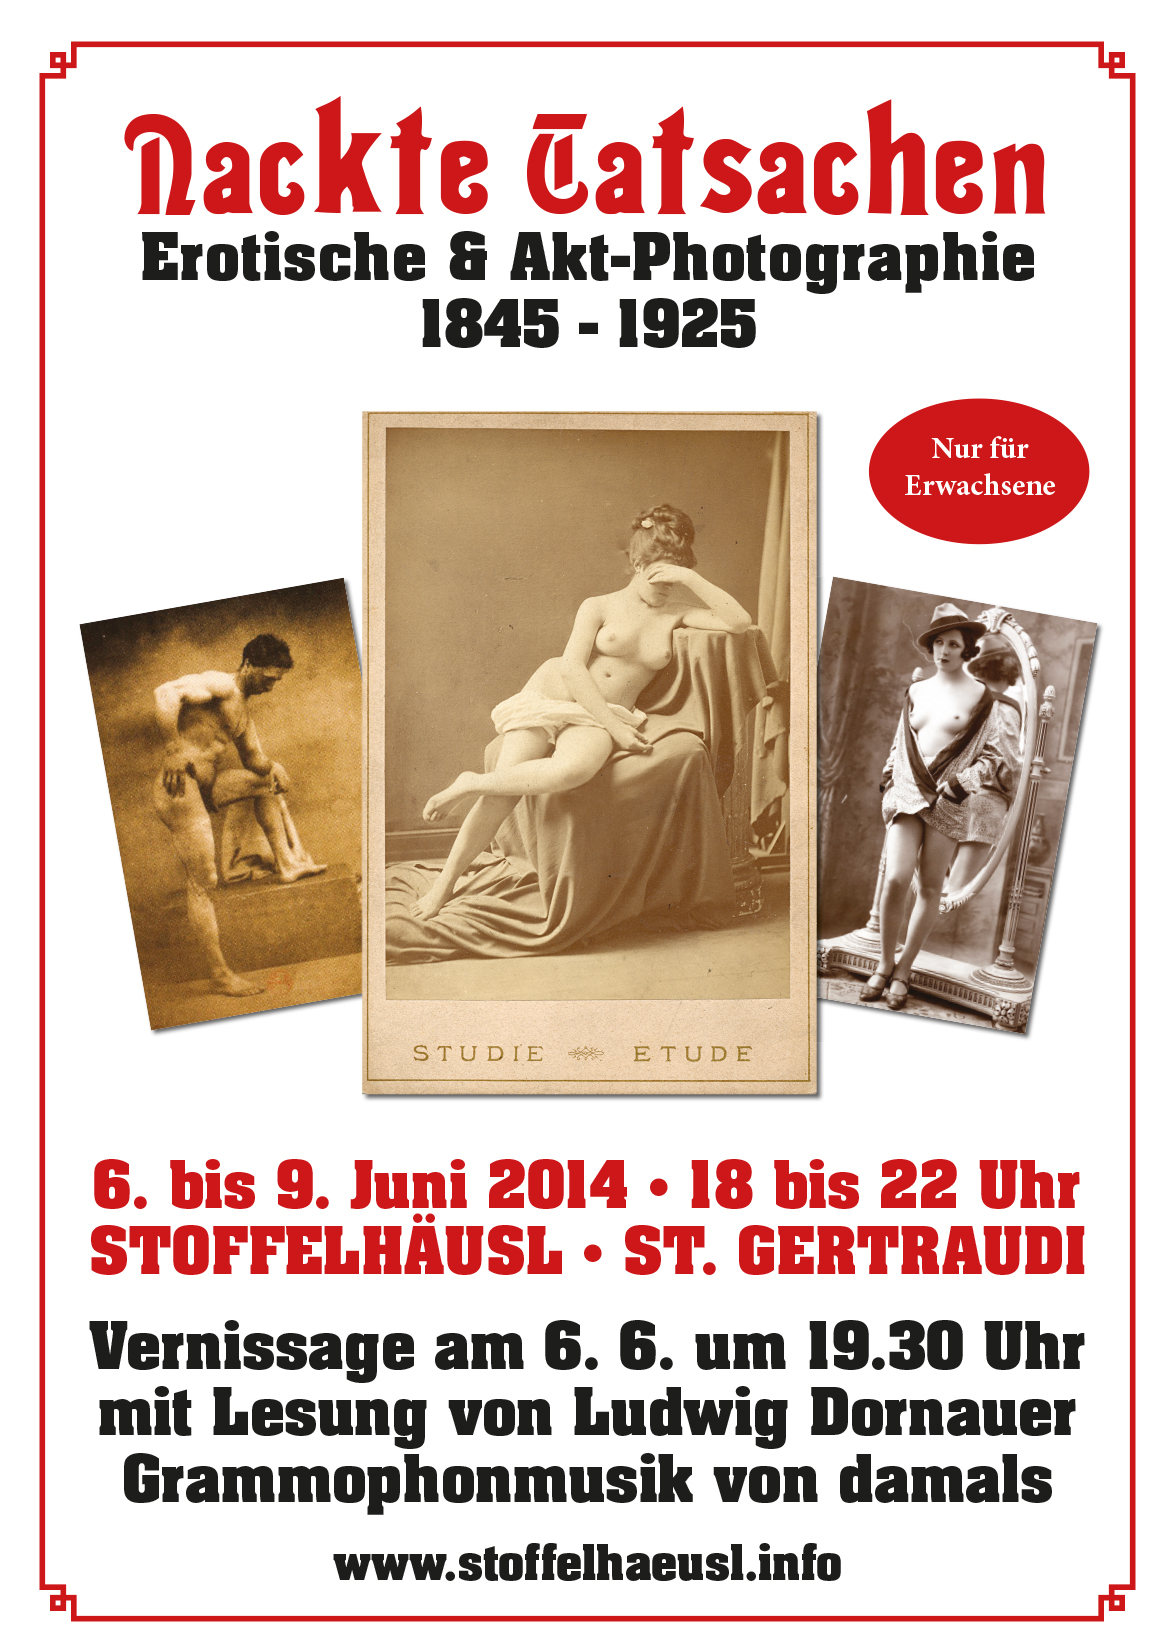 Nackte Tatsachen
Erotische & Akt-Photographie
1845 - 1925
Nur für
Erwachsene
STUDIE ETUDE
6. bis 9. Juni 2014 • 18 bis 22 Uhr
STOFFELHÄUSL • ST. GERTRAUDI
Vernissage am 6. 6. um 19.30 Uhr
mit Lesung von Ludwig Dornauer
Grammophonmusik von damals
www.stoffelhaeusl.info